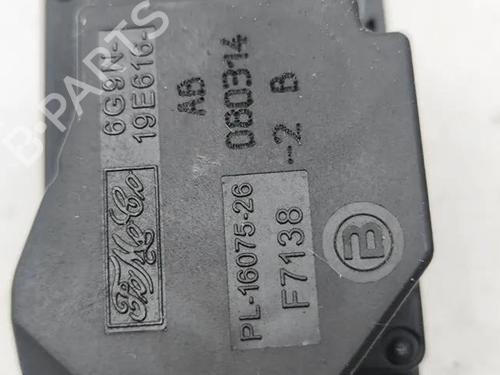 6G9N-
19E616-
AB
060314
--2 B
FoMoCo
PL-16075-26
F7138
B
B-PARTS